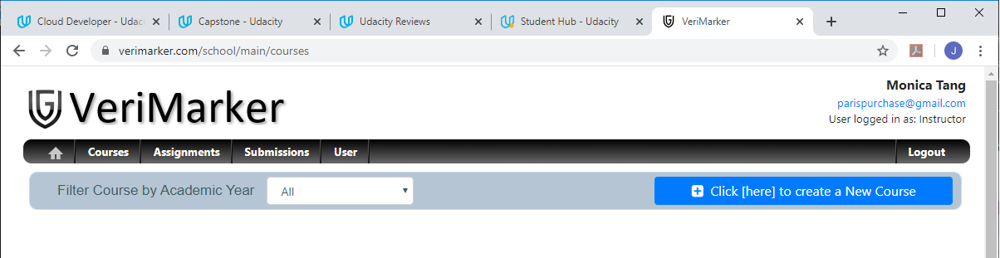 Cloud Developer - Udac
Capstone - Udacity
Udacity Reviews
Student Hub - Udacity
VeriMarker
verimarker.com/school/main/courses
J
VeriMarker
Monica Tang
parispurchase@gmail.com
User logged in as: Instructor
Courses
Assignments
Submissions
User
Logout
Filter Course by Academic Year
All
Click [here] to create a New Course